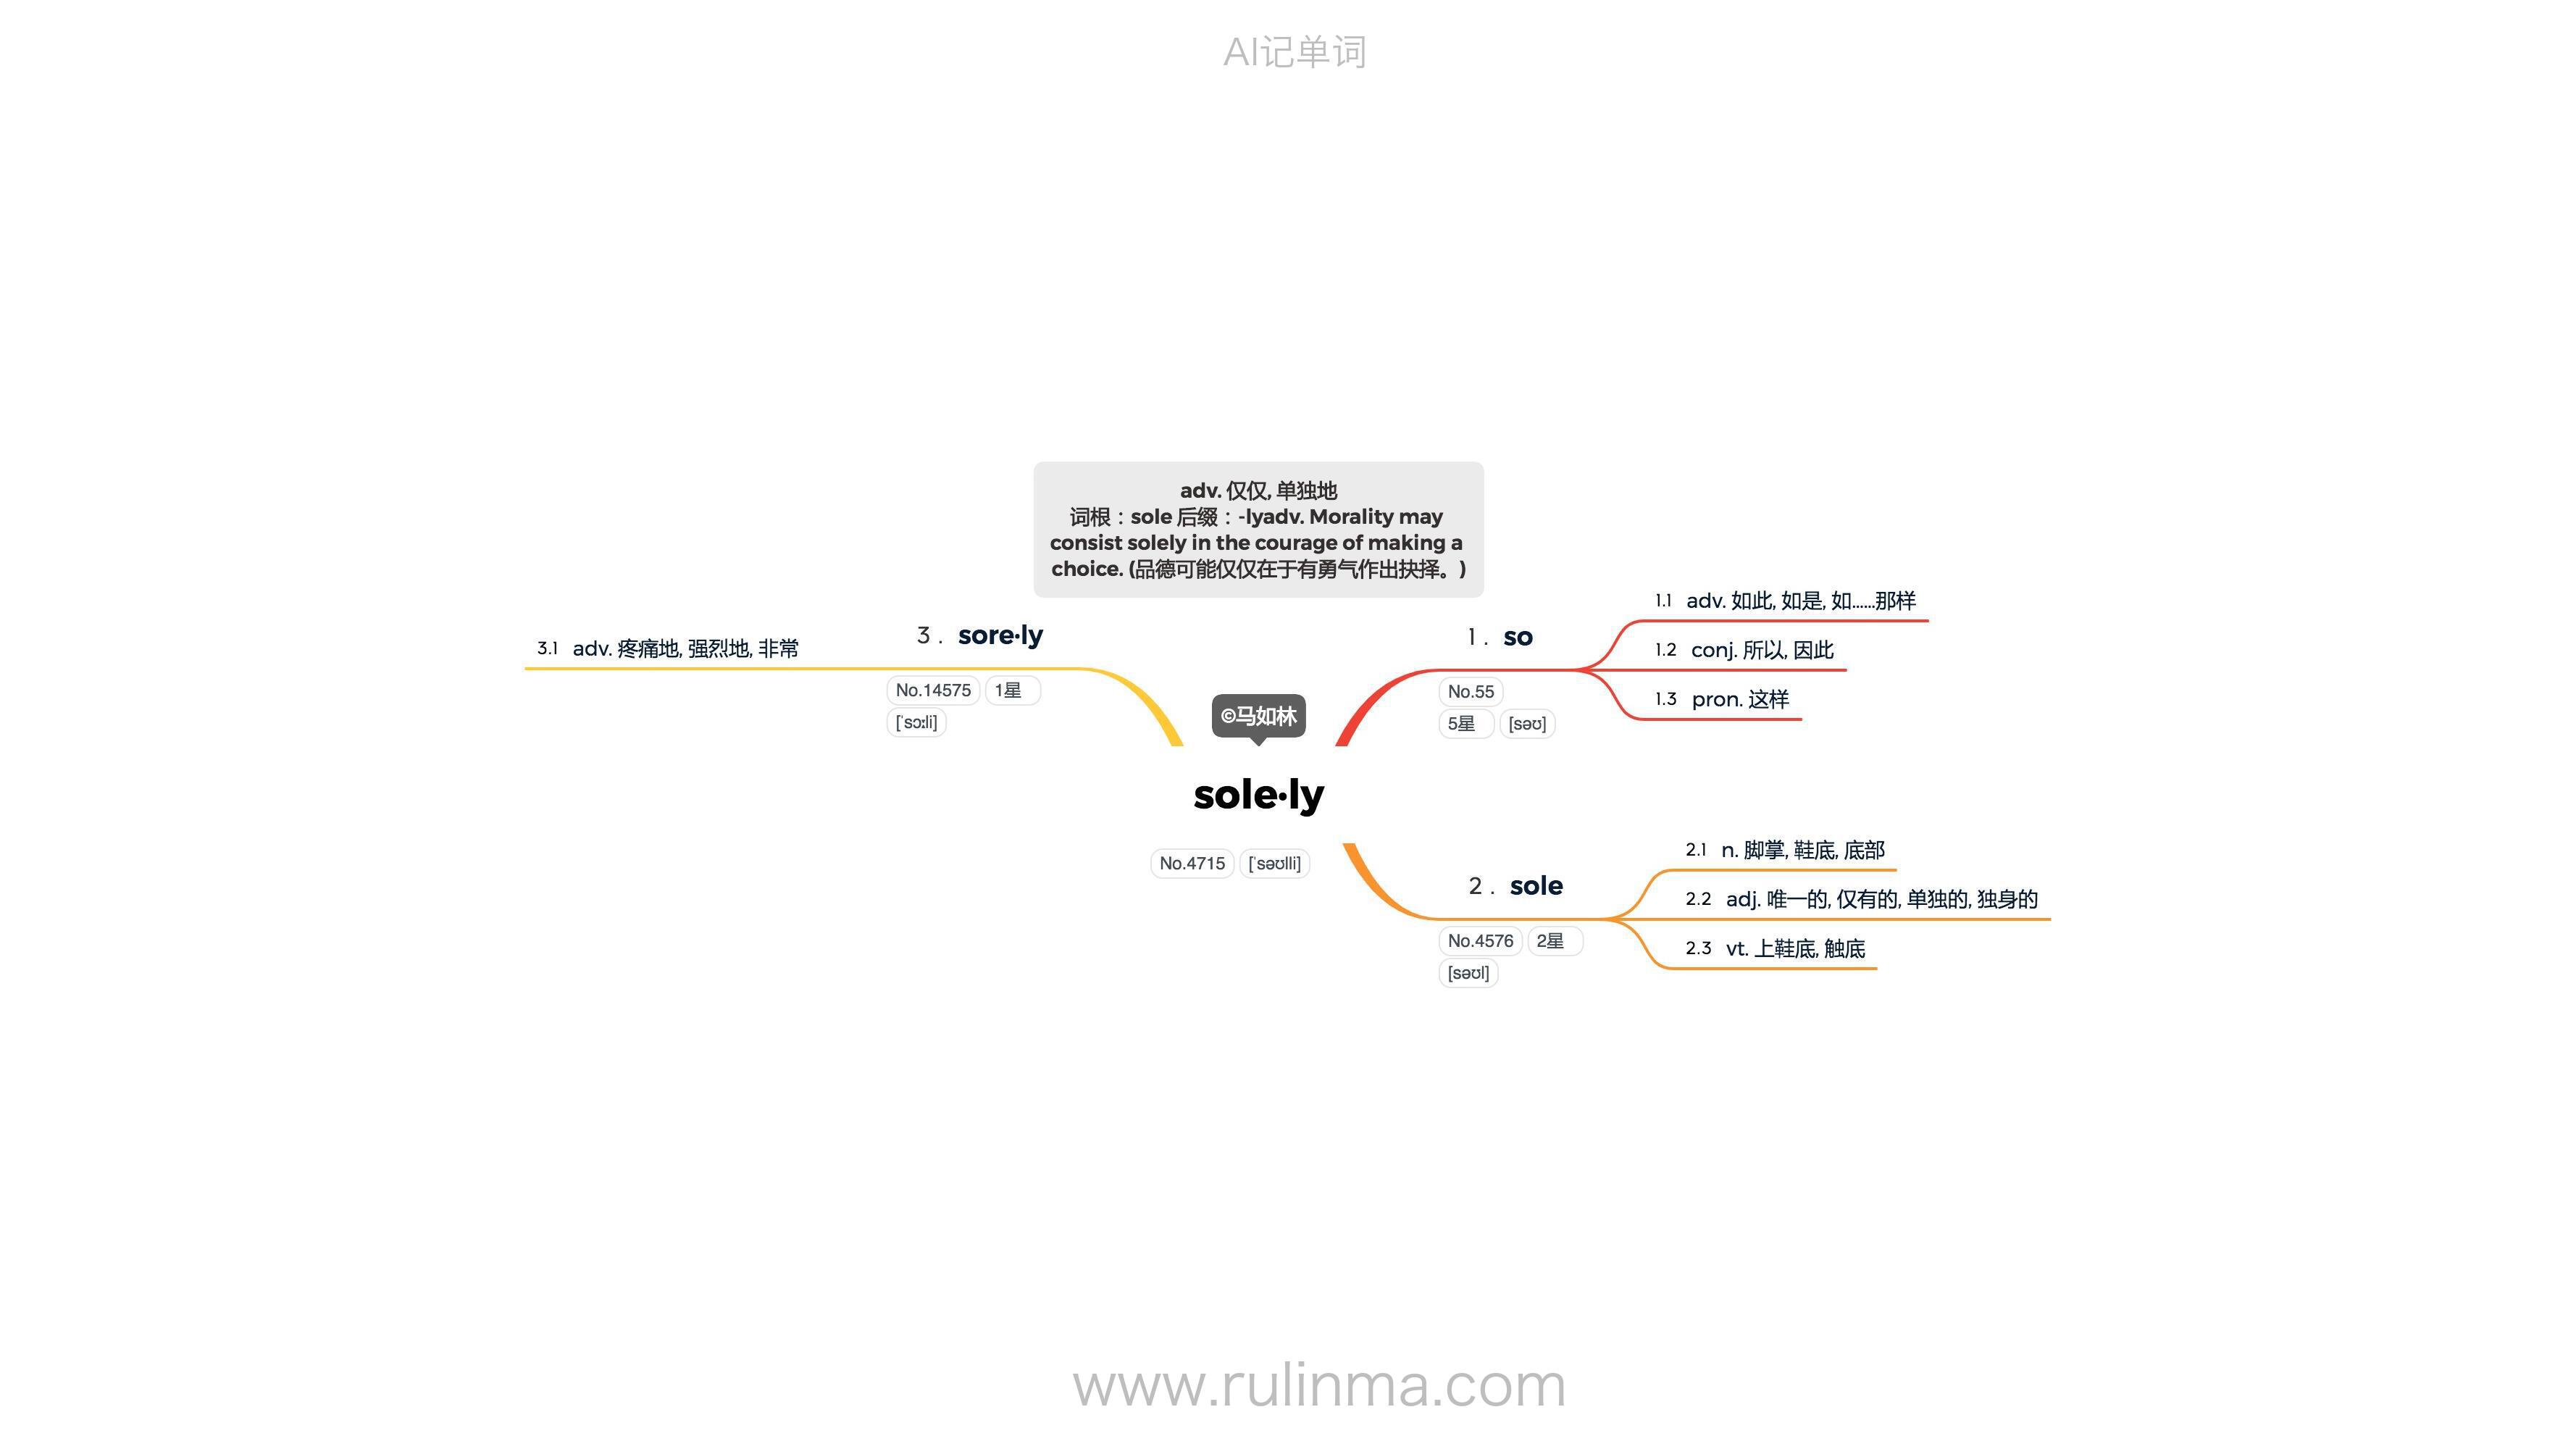 AI记单词
adv. 仅仅, 单独地
词根：sole 后缀：-lyadv. Morality may
consist solely in the courage of making a
choice. (品德可能仅仅在于有勇气作出抉择。)
©马如林
sole·ly
No.4715 [ˈsəʊlli]
1. so
No.55
5星 [səʊ]
1.1 adv. 如此, 如是, 如……那样
1.2 conj. 所以, 因此
1.3 pron. 这样
2. sole
No.4576 2星
[səʊl]
2.1 n. 脚掌, 鞋底, 底部
2.2 adj. 唯一的, 仅有的, 单独的, 独身的
2.3 vt. 上鞋底, 触底
3. sore·ly
No.14575 1星
[ˈsɔːli]
3.1 adv. 疼痛地, 强烈地, 非常
www.rulinma.com